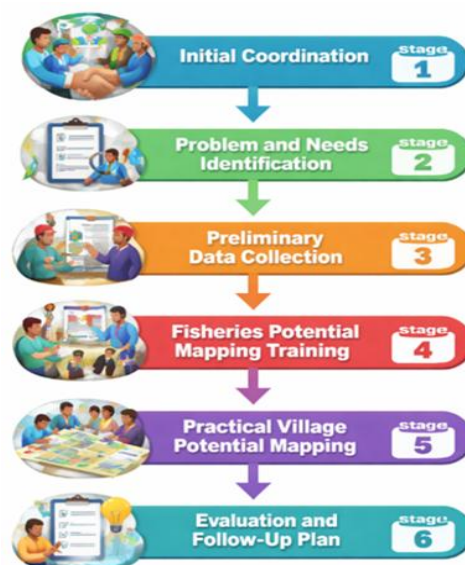 Initial Coordination
stage
1
Problem and Needs
Identification
stage
2
Preliminary
Data Collection
stage
3
Fisheries Potential
Mapping Training
stage
4
Practical Village
Potential Mapping
stage
5
Evaluation and
Follow-Up Plan
stage
6